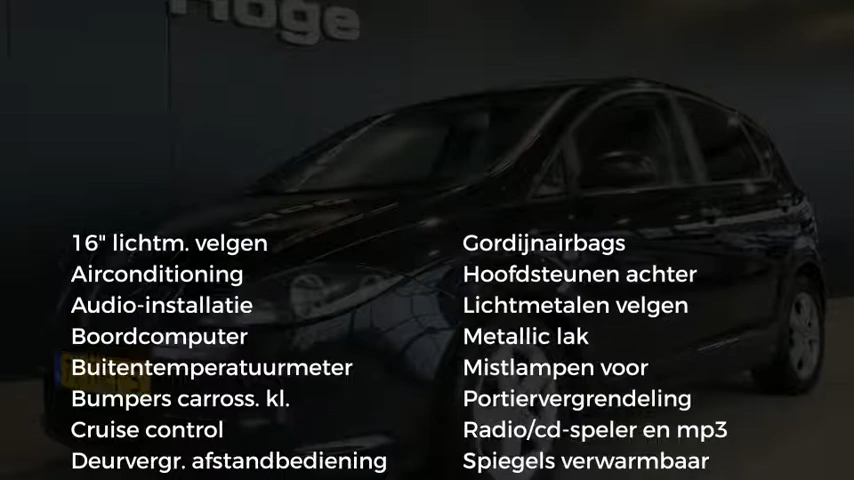 Hoge
16" lichtm. velgen
Airconditioning
Audio-installatie
Boordcomputer
Buitentemperatuurmeter
Bumpers carross. kl.
Cruise control
Deurvergr. afstandbediening
Gordijnairbags
Hoofdsteunen achter
Lichtmetalen velgen
Metallic lak
Mistlampen voor
Portiervergrendeling
Radio/cd-speler en mp3
Spiegels verwarmbaar